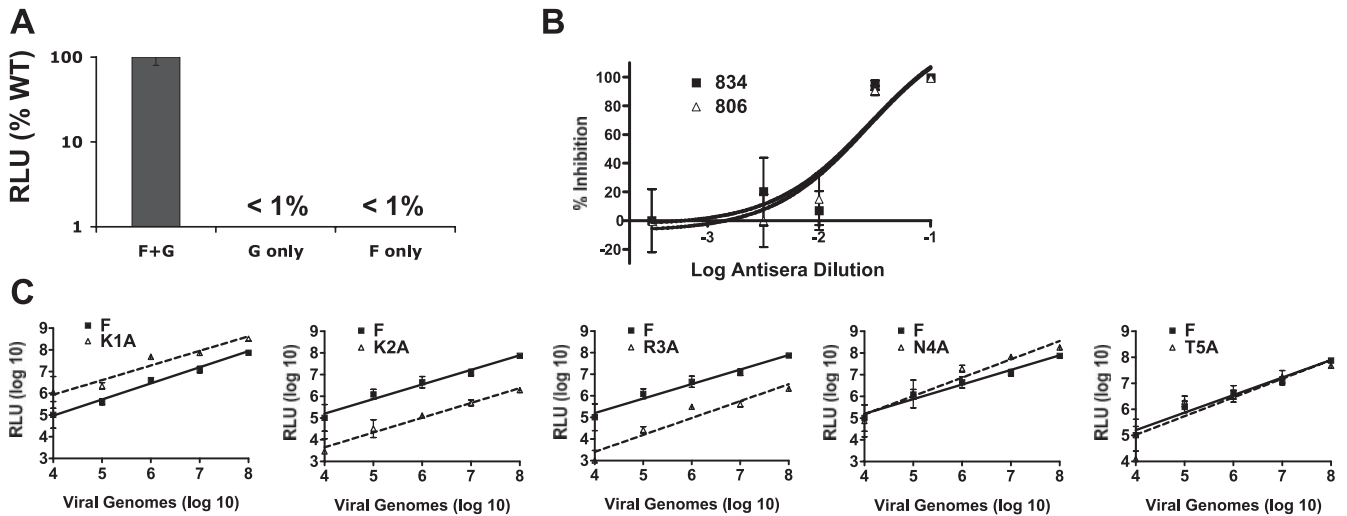 A
RLU (% WT)
100
10
1
< 1%
< 1%
F+G
G only
F only
B
% Inhibition
100
80
60
40
20
0
-20
834
806
-3
-2
-1
Log Antisera Dilution
C
RLU (log 10)
9
8
7
6
5
4
3
F
K1A
4 5 6 7 8
Viral Genomes (log 10)
RLU (log 10)
9
8
7
6
5
4
3
F
K2A
4 5 6 7 8
Viral Genomes (log 10)
RLU (log 10)
9
8
7
6
5
4
3
F
R3A
4 5 6 7 8
Viral Genomes (log 10)
RLU (log 10)
9
8
7
6
5
4
3
F
N4A
4 5 6 7 8
Viral Genomes (log 10)
RLU (log 10)
9
8
7
6
5
4
F
T5A
4 5 6 7 8
Viral Genomes (log 10)